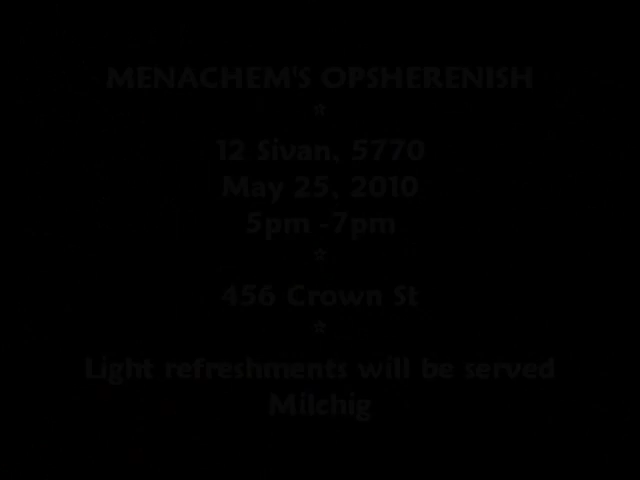 MENACHEM'S OPSHERENISH
*
12 Sivan, 5770
May 25, 2010
5pm -7pm
*
456 Crown St
*
Light refreshments will be served
Milchig